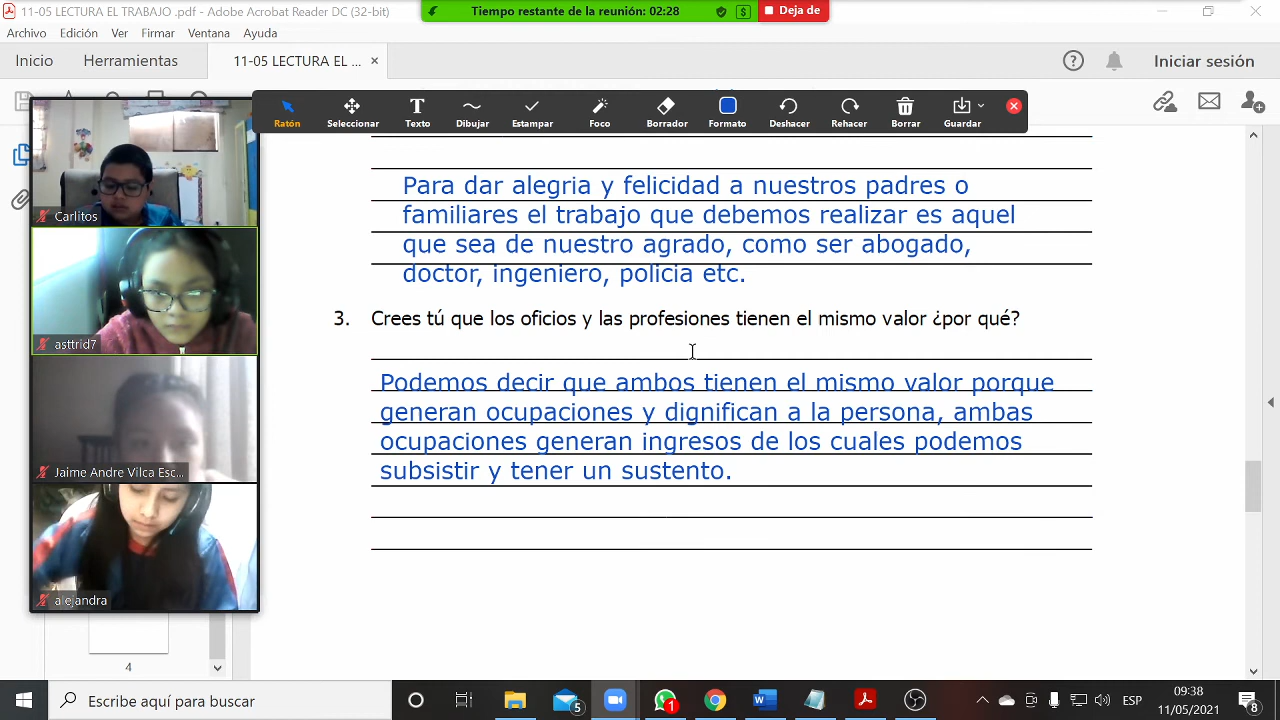 11-05 LECTURA EL TRABAJO .pdf - Adobe Acrobat Reader DC (32-bit)
Tiempo restante de la reunión: 02:28
Deja de
Archivo Edición Ver Firmar Ventana Ayuda
Inicio Herramientas 11-05 LECTURA EL ... × Iniciar sesión
Ratón Seleccionar Texto Dibujar Estampar Foco Borrador Formato Deshacer Rehacer Borrar Guardar
Carlitos
asttrid7
Jaime Andre Vilca Esc...
alejandra
Para dar alegria y felicidad a nuestros padres o
familiares el trabajo que debemos realizar es aquel
que sea de nuestro agrado, como ser abogado,
doctor, ingeniero, policia etc.
3. Crees tú que los oficios y las profesiones tienen el mismo valor ¿por qué?
Podemos decir que ambos tienen el mismo valor porque
generan ocupaciones y dignifican a la persona, ambas
ocupaciones generan ingresos de los cuales podemos
subsistir y tener un sustento.
4
Escribe aquí para buscar
5
1
ESP
09:38
11/05/2021
8